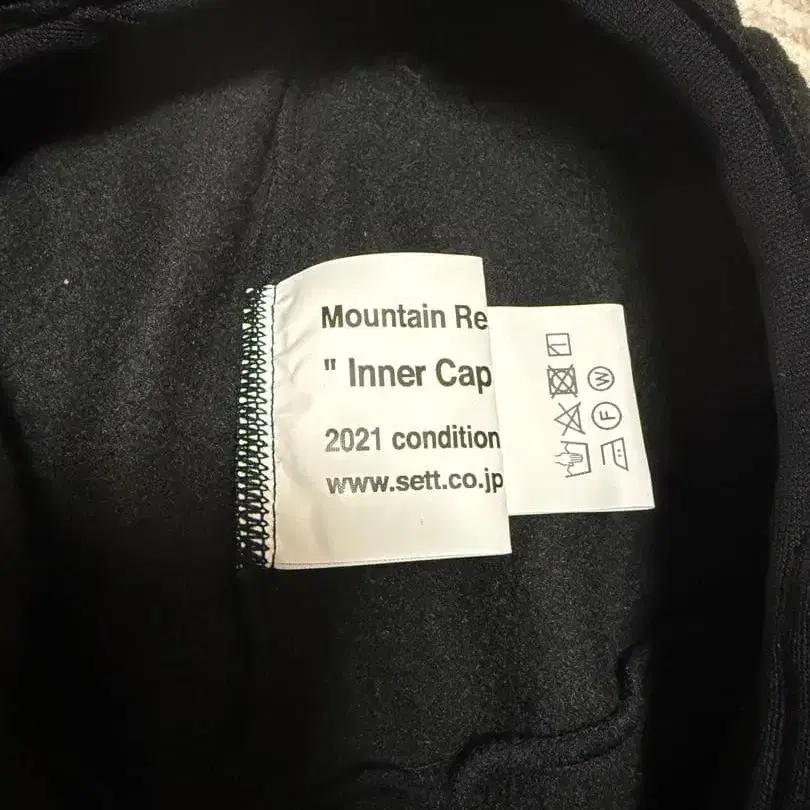 Mountain Re
" Inner Cap
2021 condition
www.sett.co.jp
W
F